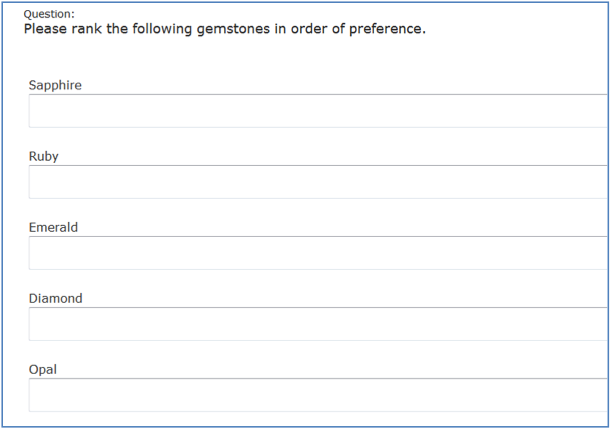 Question:
Please rank the following gemstones in order of preference.
Sapphire
Ruby
Emerald
Diamond
Opal